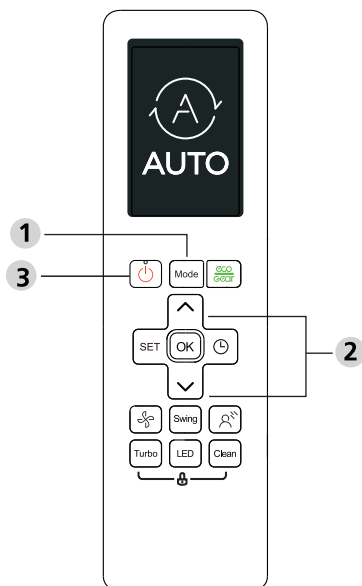 A
AUTO
1
3
Mode
eco
Gear
SET
OK
2
Swing
Turbo
LED
Clean